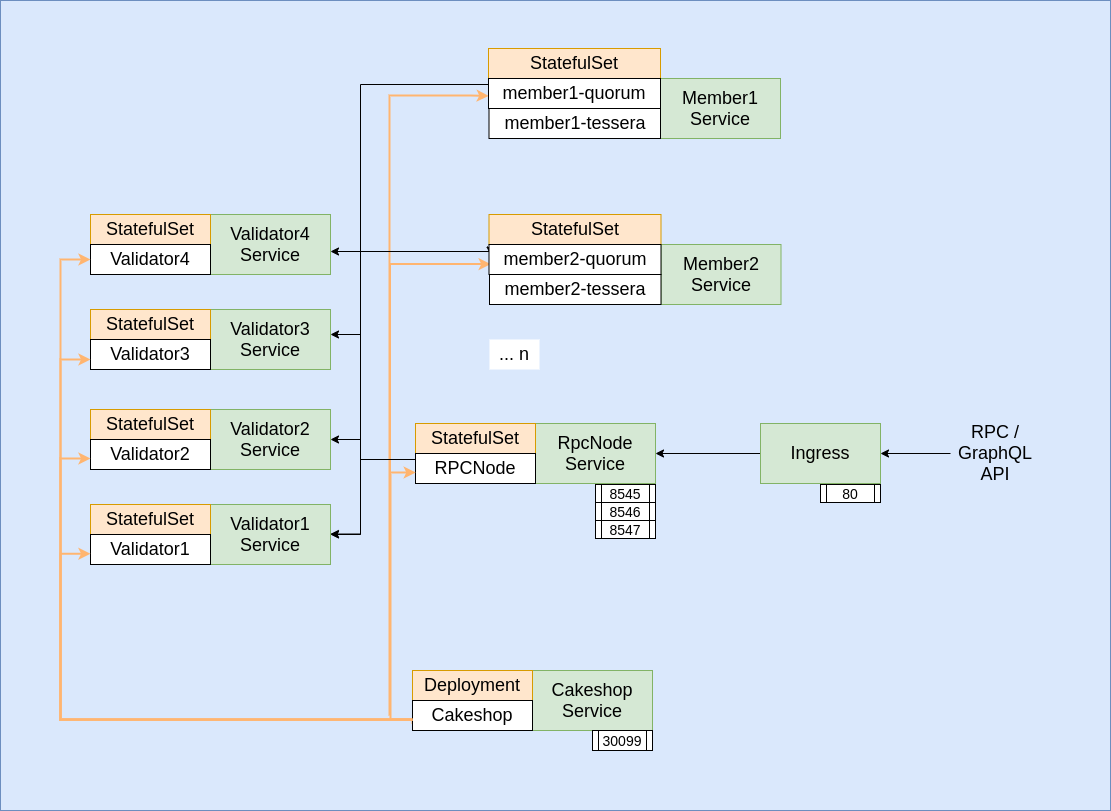 StatefulSet
member1-quorum
member1-tessera
Member1
Service
StatefulSet
Validator4
Validator4
Service
StatefulSet
member2-quorum
member2-tessera
Member2
Service
StatefulSet
Validator3
Validator3
Service
... n
StatefulSet
Validator2
Validator2
Service
StatefulSet
RPCNode
RpcNode
Service
8545
8546
8547
Ingress
80
RPC /
GraphQL
API
StatefulSet
Validator1
Validator1
Service
Deployment
Cakeshop
Cakeshop
Service
30099